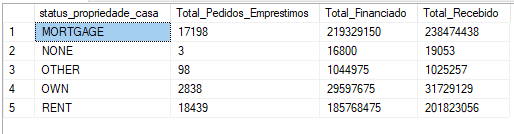 status_propriedade_casa Total_Pedidos_Emprestimos Total_Financiado Total_Recebido
1 MORTGAGE 17198 219329150 238474438
2 NONE 3 16800 19053
3 OTHER 98 1044975 1025257
4 OWN 2838 29597675 31729129
5 RENT 18439 185768475 201823056